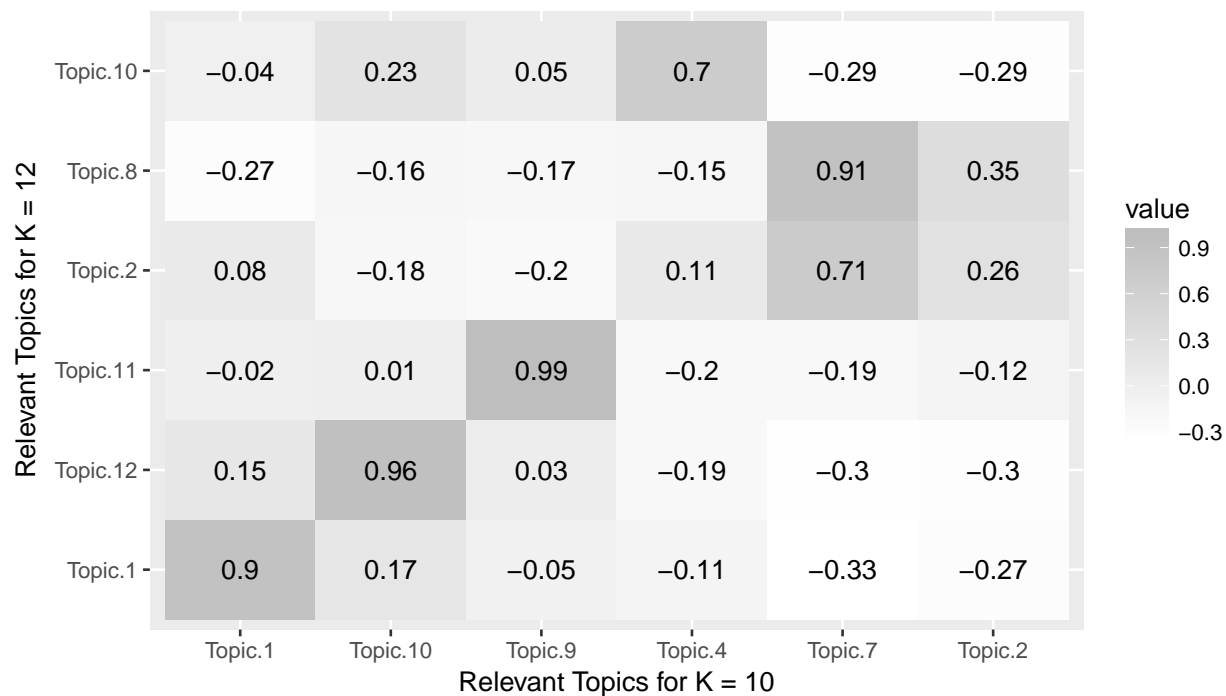 Topic.10 −0.04 0.23 0.05 0.7 −0.29 −0.29
Topic.8 −0.27 −0.16 −0.17 −0.15 0.91 0.35
Topic.2 0.08 −0.18 −0.2 0.11 0.71 0.26
Topic.11 −0.02 0.01 0.99 −0.2 −0.19 −0.12
Topic.12 0.15 0.96 0.03 −0.19 −0.3 −0.3
Topic.1 0.9 0.17 −0.05 −0.11 −0.33 −0.27
Topic.1 Topic.10 Topic.9 Topic.4 Topic.7 Topic.2
Relevant Topics for K = 10
Relevant Topics for K = 12
value
0.9
0.6
0.3
0.0
−0.3